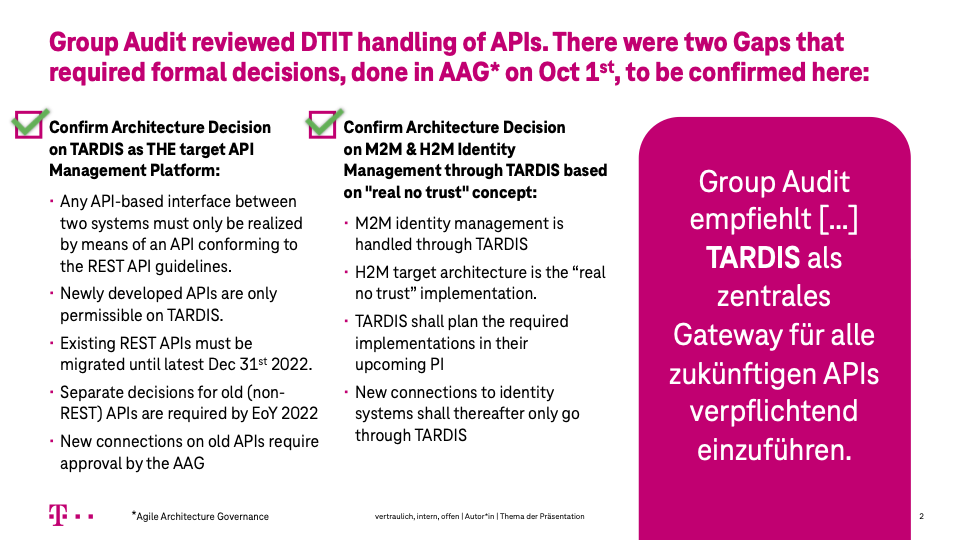 Group Audit reviewed DTIT handling of APIs. There were two Gaps that
required formal decisions, done in AAG* on Oct 1st, to be confirmed here:
Confirm Architecture Decision
on TARDIS as THE target API
Management Platform:
· Any API-based interface between
two systems must only be realized
by means of an API conforming to
the REST API guidelines.
· Newly developed APIs are only
permissible on TARDIS.
· Existing REST APIs must be
migrated until latest Dec 31st 2022.
· Separate decisions for old (non-
REST) APIs are required by EoY 2022
· New connections on old APIs require
approval by the AAG
Confirm Architecture Decision
on M2M & H2M Identity
Management through TARDIS based
on "real no trust" concept:
· M2M identity management is
handled through TARDIS
· H2M target architecture is the “real
no trust” implementation.
· TARDIS shall plan the required
implementations in their
upcoming PI
· New connections to identity
systems shall thereafter only go
through TARDIS
Group Audit
empfiehlt [...]
TARDIS als
zentrales
Gateway für alle
zukünftigen APIs
verpflichtend
einzuführen.
T
*Agile Architecture Governance
vertraulich, intern, offen | Autor*in | Thema der Präsentation
2